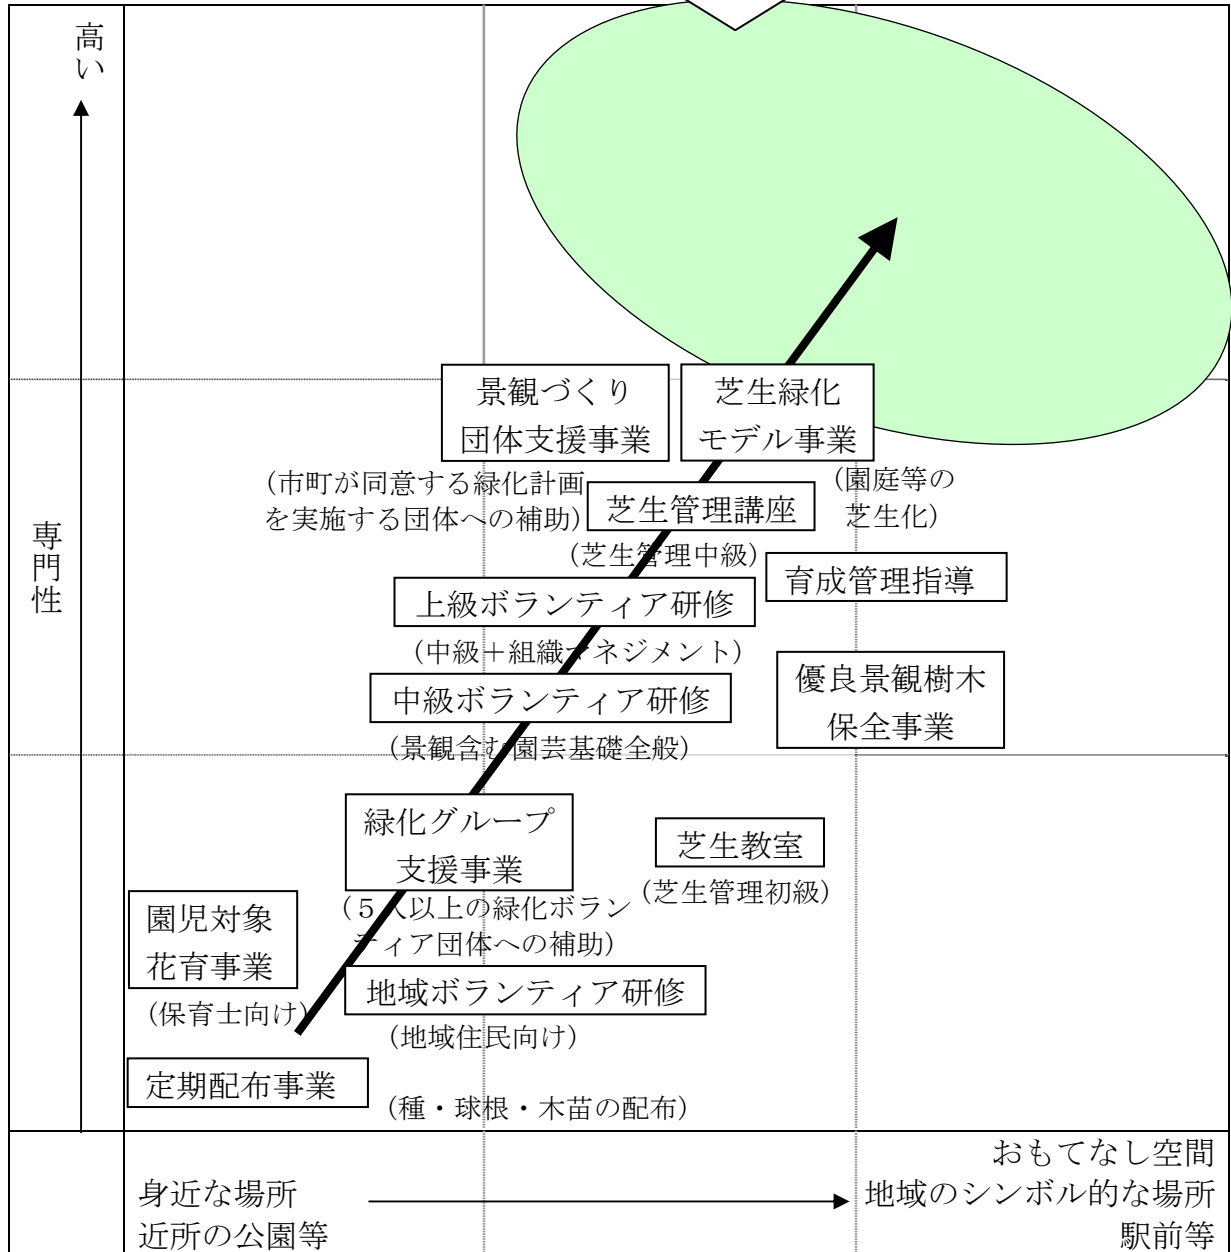 高い
専門性
景観づくり
団体支援事業
芝生緑化
モデル事業
(市町が同意する緑化計画
を実施する団体への補助)
(園庭等の
芝生化)
芝生管理講座
(芝生管理中級)
育成管理指導
上級ボランティア研修
(中級＋組織マネジメント)
優良景観樹木
保全事業
中級ボランティア研修
(景観含む園芸基礎全般)
緑化グループ
支援事業
芝生教室
(芝生管理初級)
(５人以上の緑化ボラン
ティア団体への補助)
園児対象
花育事業
(保育士向け)
地域ボランティア研修
(地域住民向け)
定期配布事業
(種・球根・木苗の配布)
身近な場所
近所の公園等
おもてなし空間
地域のシンボル的な場所
駅前等